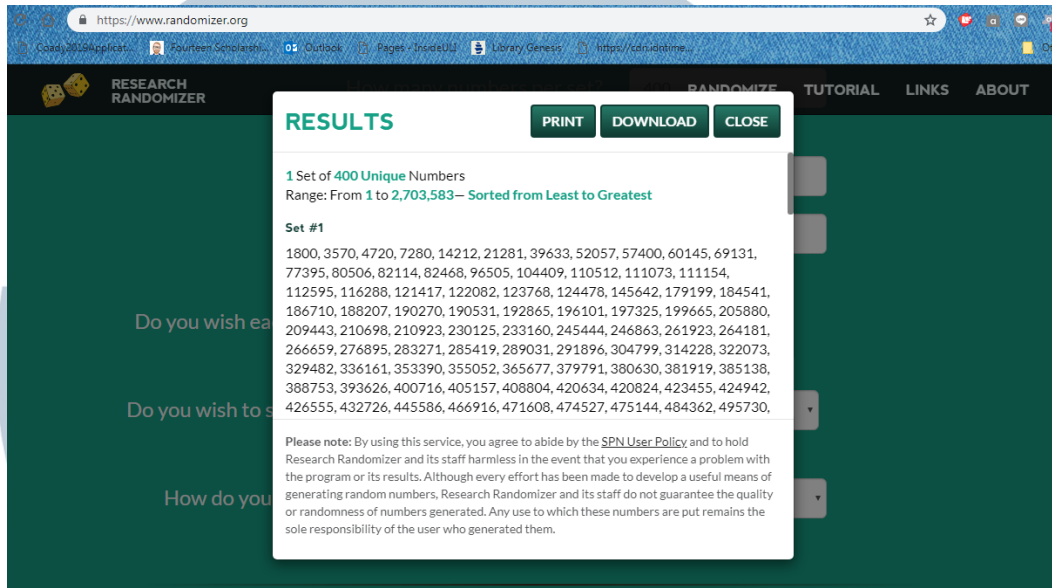 https://www.randomizer.org
Coady2019Applicat... Fourteen Scholarshi... Outlook Pages - InsideUIJ Library Genesis https://cdn.iontime...
RESEARCH
RANDOMIZER
RANDOMIZE TUTORIAL LINKS ABOUT
RESULTS PRINT DOWNLOAD CLOSE
1 Set of 400 Unique Numbers
Range: From 1 to 2,703,583— Sorted from Least to Greatest
Set #1
1800, 3570, 4720, 7280, 14212, 21281, 39633, 52057, 57400, 60145, 69131,
77395, 80506, 82114, 82468, 96505, 104409, 110512, 111073, 111154,
112595, 116288, 121417, 122082, 123768, 124478, 145642, 179199, 184541,
186710, 188207, 190270, 190531, 192865, 196101, 197325, 199665, 205880,
209443, 210698, 210923, 230125, 233160, 245444, 246863, 261923, 264181,
266659, 276895, 283271, 285419, 289031, 291896, 304799, 314228, 322073,
329482, 336161, 353390, 355052, 365677, 379791, 380630, 381919, 385138,
388753, 393626, 400716, 405157, 408804, 420634, 420824, 423455, 424942,
426555, 432726, 445586, 466916, 471608, 474527, 475144, 484362, 495730,
Do you wish ea
Do you wish to s
How do you
Please note: By using this service, you agree to abide by the SPN User Policy and to hold
Research Randomizer and its staff harmless in the event that you experience a problem with
the program or its results. Although every effort has been made to develop a useful means of
generating random numbers, Research Randomizer and its staff do not guarantee the quality
or randomness of numbers generated. Any use to which these numbers are put remains the
sole responsibility of the user who generated them.